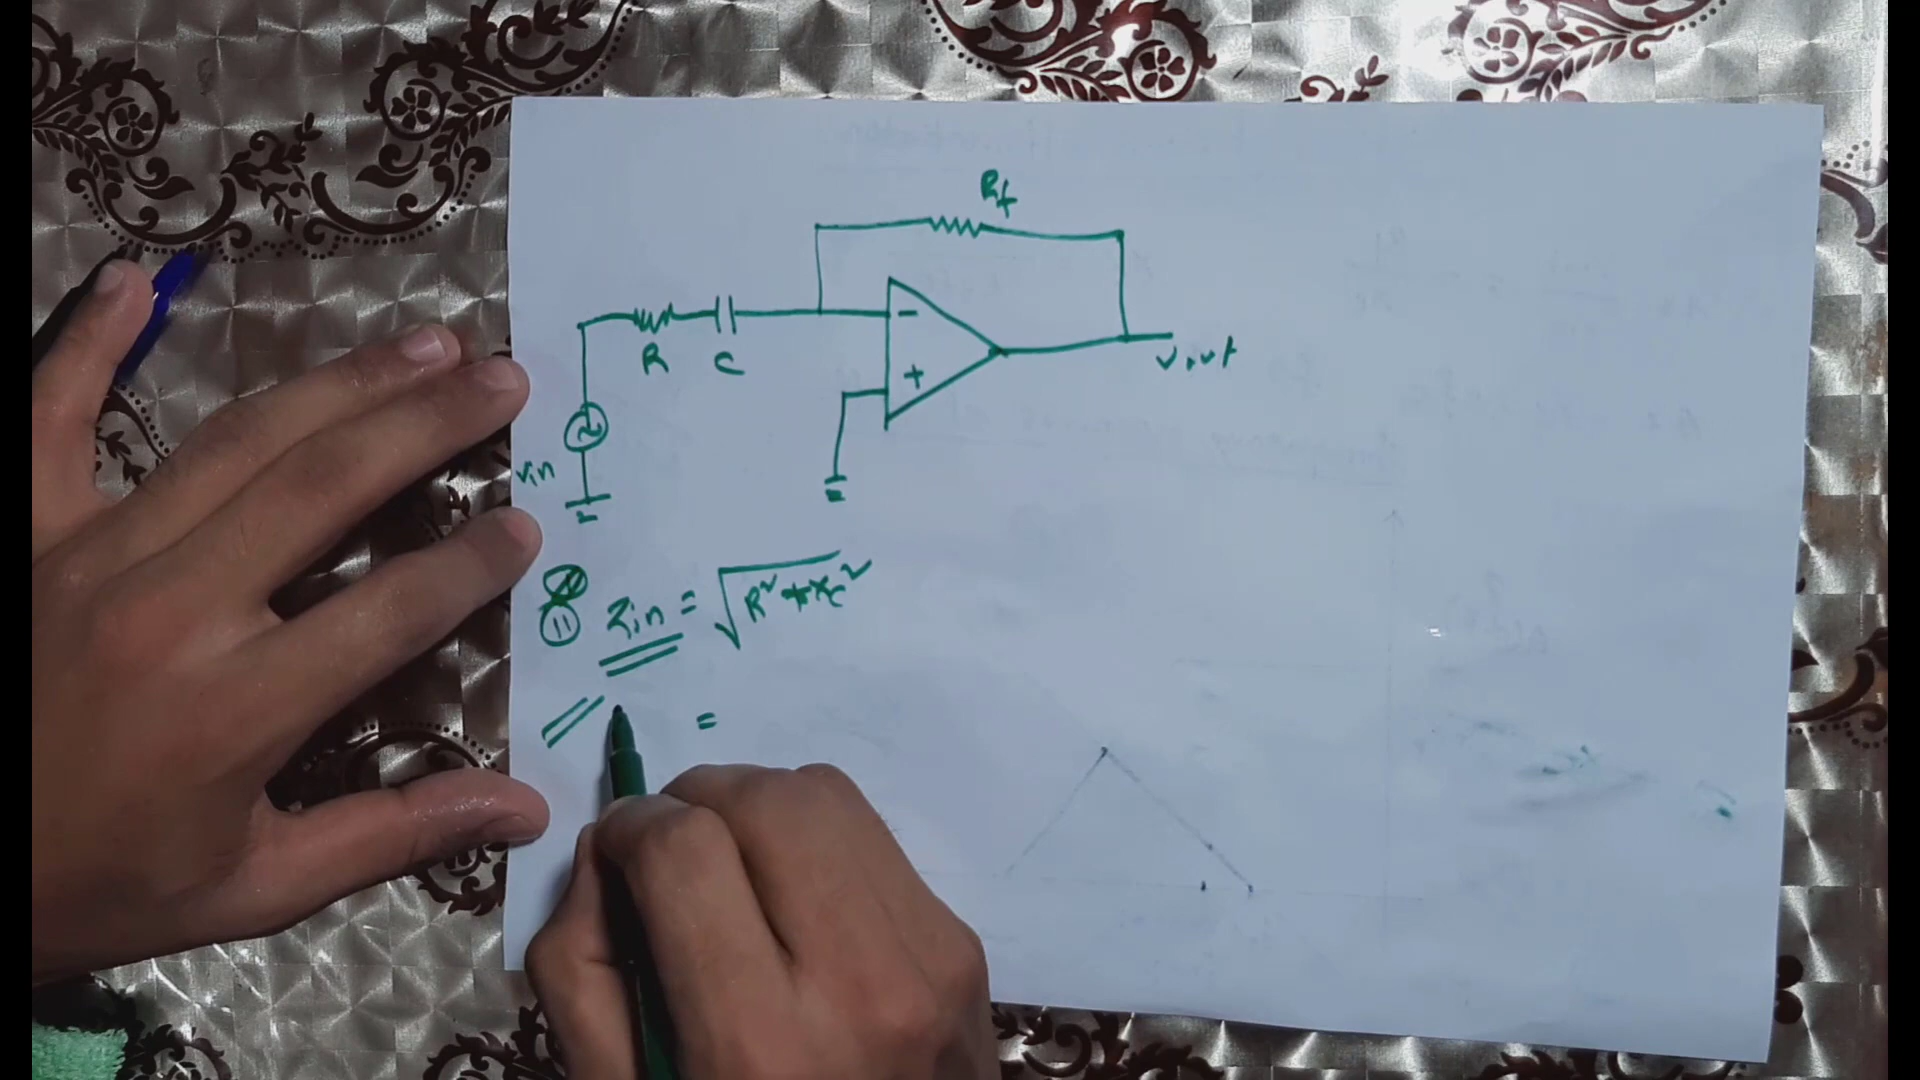 Rf
R C
-
+
Vout
Vin
11 Zin = √R² + Xc²
=